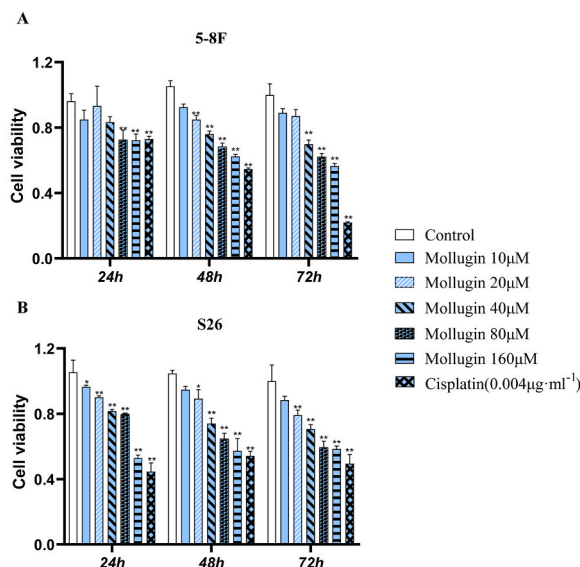 A
5-8F
Cell viability
1.2
0.8
0.4
0.0
** ** **
** ** ** ** **
** ** ** **
24h 48h 72h
Control
Mollugin 10μM
Mollugin 20μM
Mollugin 40μM
Mollugin 80μM
Mollugin 160μM
Cisplatin(0.004μg·ml⁻¹)
B
S26
Cell viability
1.2
0.8
0.4
0.0
* ** ** ** ** **
* ** ** ** **
** ** ** ** **
24h 48h 72h